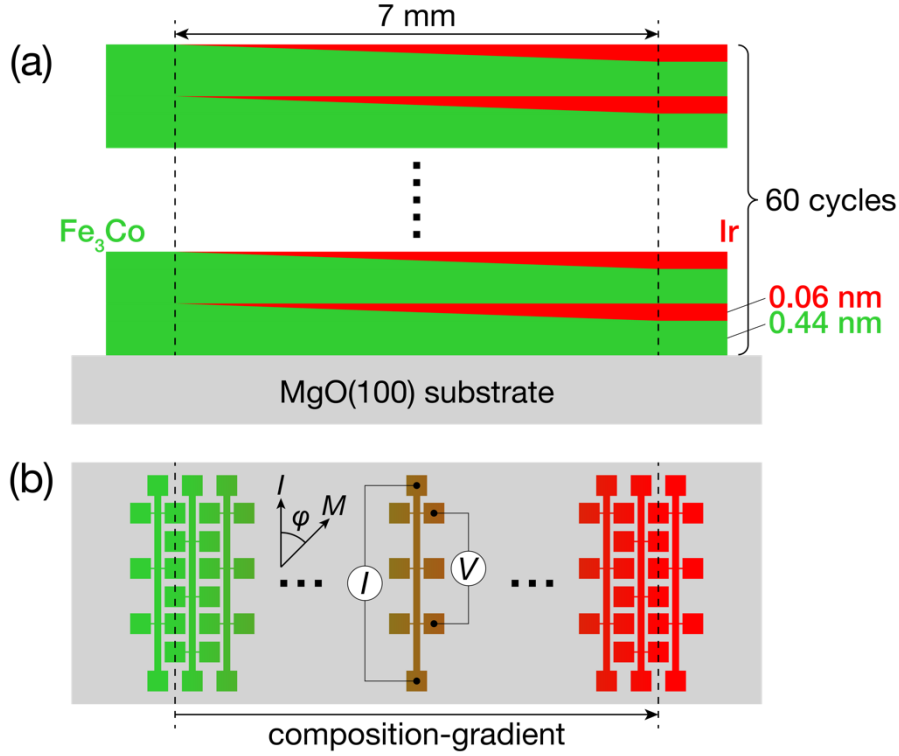 7 mm
(a)
60 cycles
Fe₃Co
Ir
0.06 nm
0.44 nm
MgO(100) substrate
(b)
I
φ
M
I
V
composition-gradient